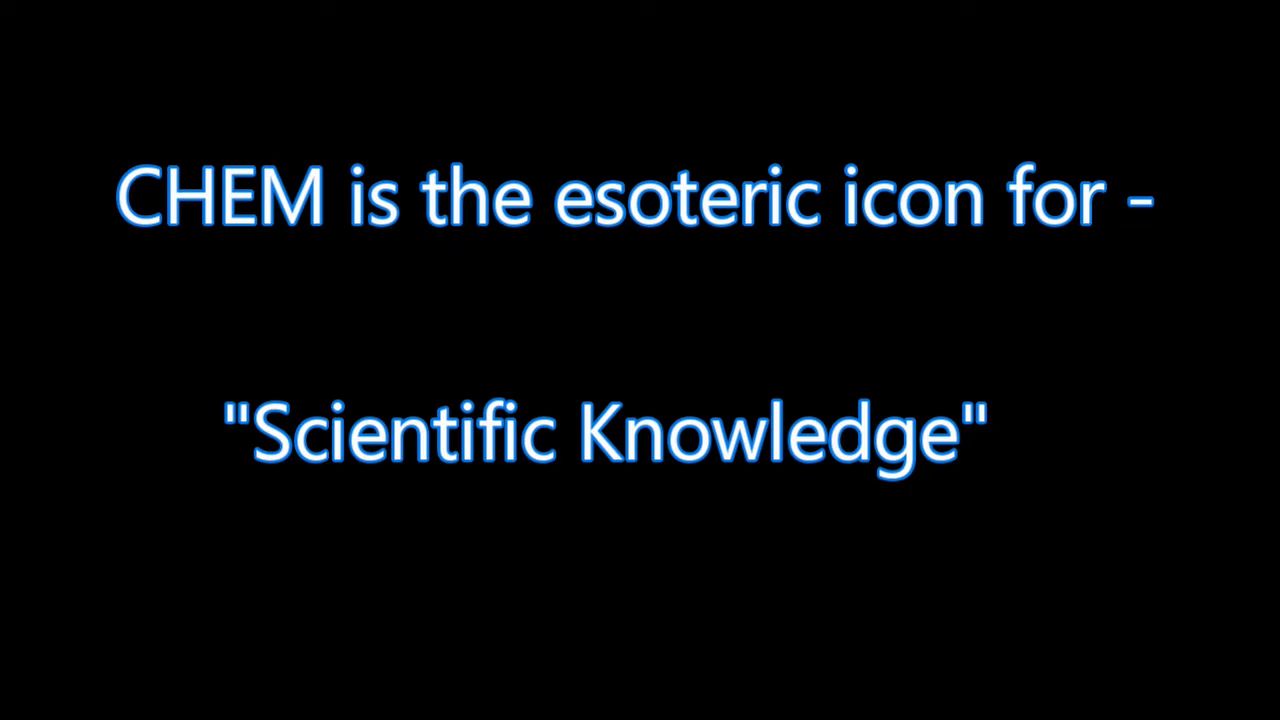 CHEM is the esoteric icon for -
"Scientific Knowledge"